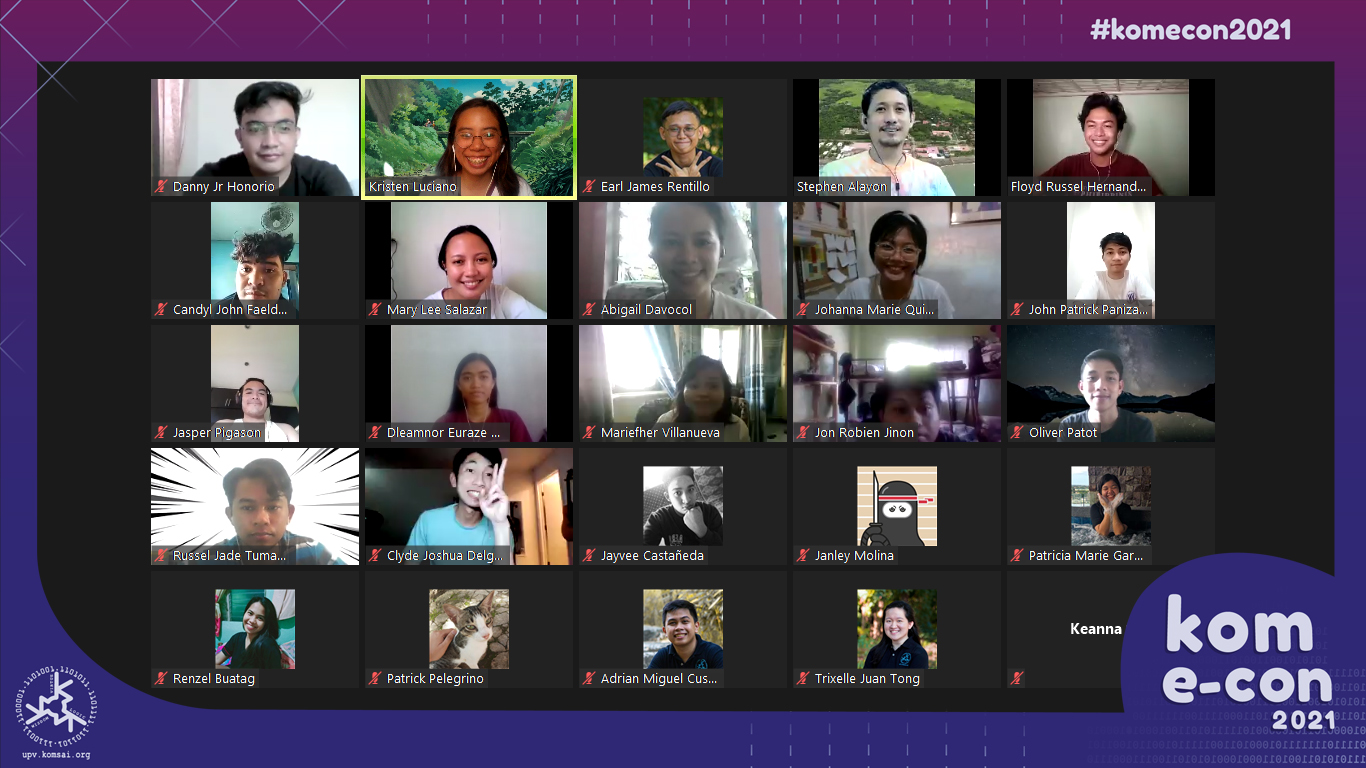 #komecon2021
Danny Jr Honorio
Kristen Luciano
Earl James Rentillo
Stephen Alayon
Floyd Russel Hernand...
Candyl John Faeld...
Mary Lee Salazar
Abigail Davocol
Johanna Marie Qui...
John Patrick Paniza...
Jasper Pigason
Dleamnor Euraze ...
Mariefher Villanueva
Jon Robien Jinon
Oliver Patot
Russel Jade Tuma...
Clyde Joshua Delg...
Jayvee Castañeda
Janley Molina
Patricia Marie Gar...
Renzel Buatag
Patrick Pelegrino
Adrian Miguel Cus...
Trixelle Juan Tong
Keanna
kom
e-con
2021
upv.komsai.org